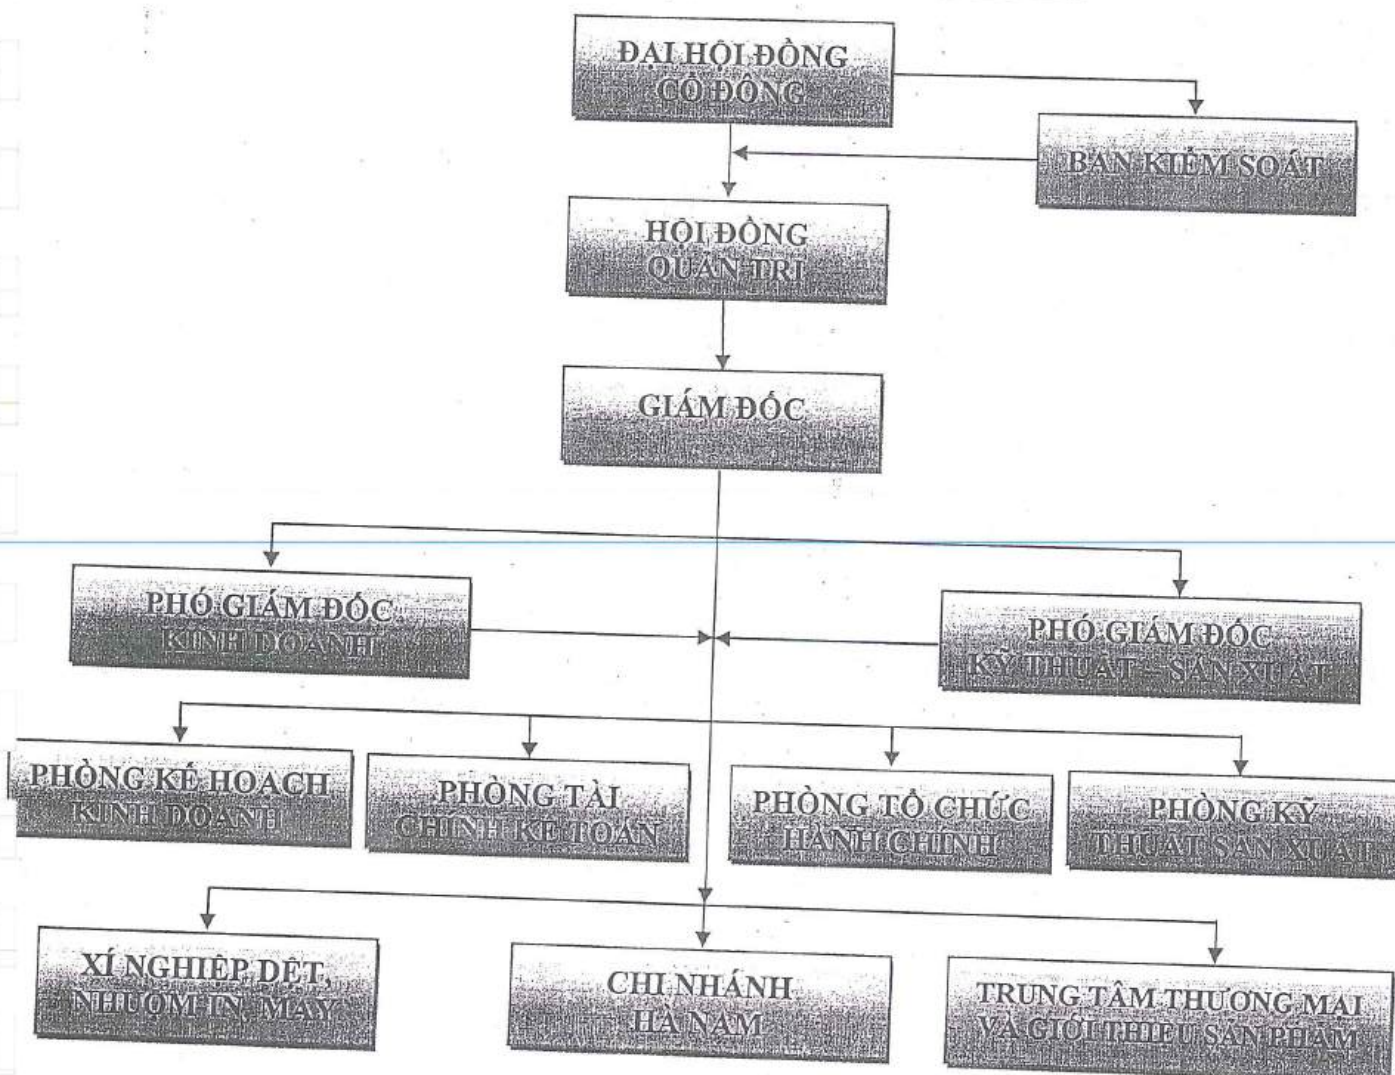 ĐẠI HỘI ĐỒNG
CỔ ĐÔNG
BAN KIỂM SOÁT
HỘI ĐỒNG
QUẢN TRỊ
GIÁM ĐỐC
PHÓ GIÁM ĐỐC
KINH DOANH
PHÓ GIÁM ĐỐC
KỸ THUẬT – SẢN XUẤT
PHÒNG KẾ HOẠCH
KINH DOANH
PHÒNG TÀI
CHÍNH KẾ TOÁN
PHÒNG TỔ CHỨC
HÀNH CHÍNH
PHÒNG KỸ
THUẬT SẢN XUẤT
XÍ NGHIỆP DỆT,
NHUỘM IN, MAY
CHI NHÁNH
HÀ NAM
TRUNG TÂM THƯƠNG MẠI
VÀ GIỚI THIỆU SẢN PHẨM